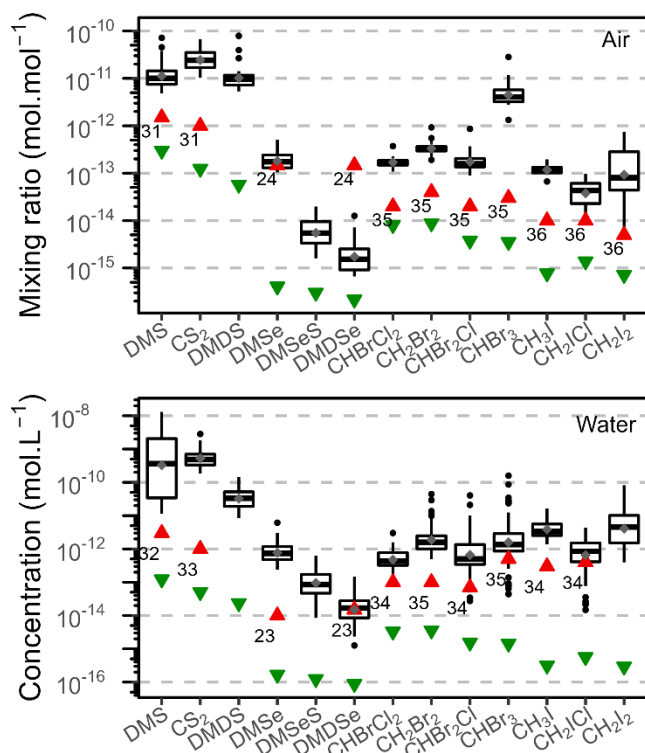 Air
Mixing ratio (mol.mol⁻¹)
10⁻¹⁰
10⁻¹¹
10⁻¹²
10⁻¹³
10⁻¹⁴
10⁻¹⁵
31
31
24
24
35
35
35
35
36
36
36
DMS
CS₂
DMDS
DMSe
DMSeS
DMDSe
CHBrCl₂
CH₂Br₂
CHBr₂Cl
CHBr₃
CH₃I
CH₂ICl
CH₂I₂
Water
Concentration (mol.L⁻¹)
10⁻⁸
10⁻¹⁰
10⁻¹²
10⁻¹⁴
10⁻¹⁶
32
33
23
23
34
35
34
35
34
34
DMS
CS₂
DMDS
DMSe
DMSeS
DMDSe
CHBrCl₂
CH₂Br₂
CHBr₂Cl
CHBr₃
CH₃I
CH₂ICl
CH₂I₂